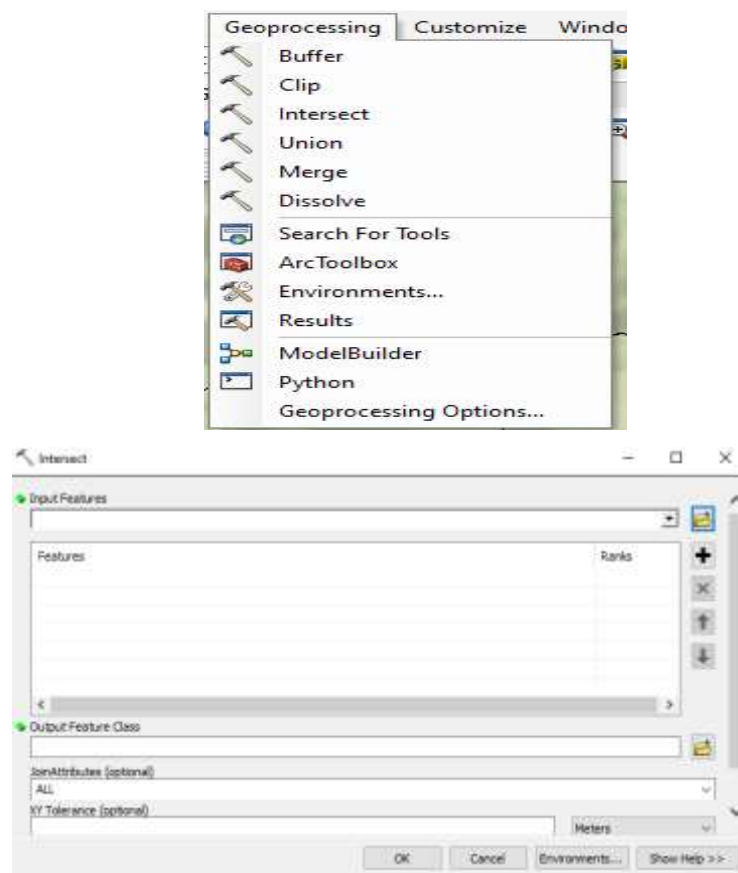 Geoprocessing Customize Windo
Buffer
Clip
Intersect
Union
Merge
Dissolve
Search For Tools
ArcToolbox
Environments...
Results
ModelBuilder
Python
Geoprocessing Options...
Intersect
Input Features
Features Ranks
Output Feature Class
JoinAttributes (optional)
ALL
XY Tolerance (optional)
Meters
OK Cancel Environments... Show Help >>